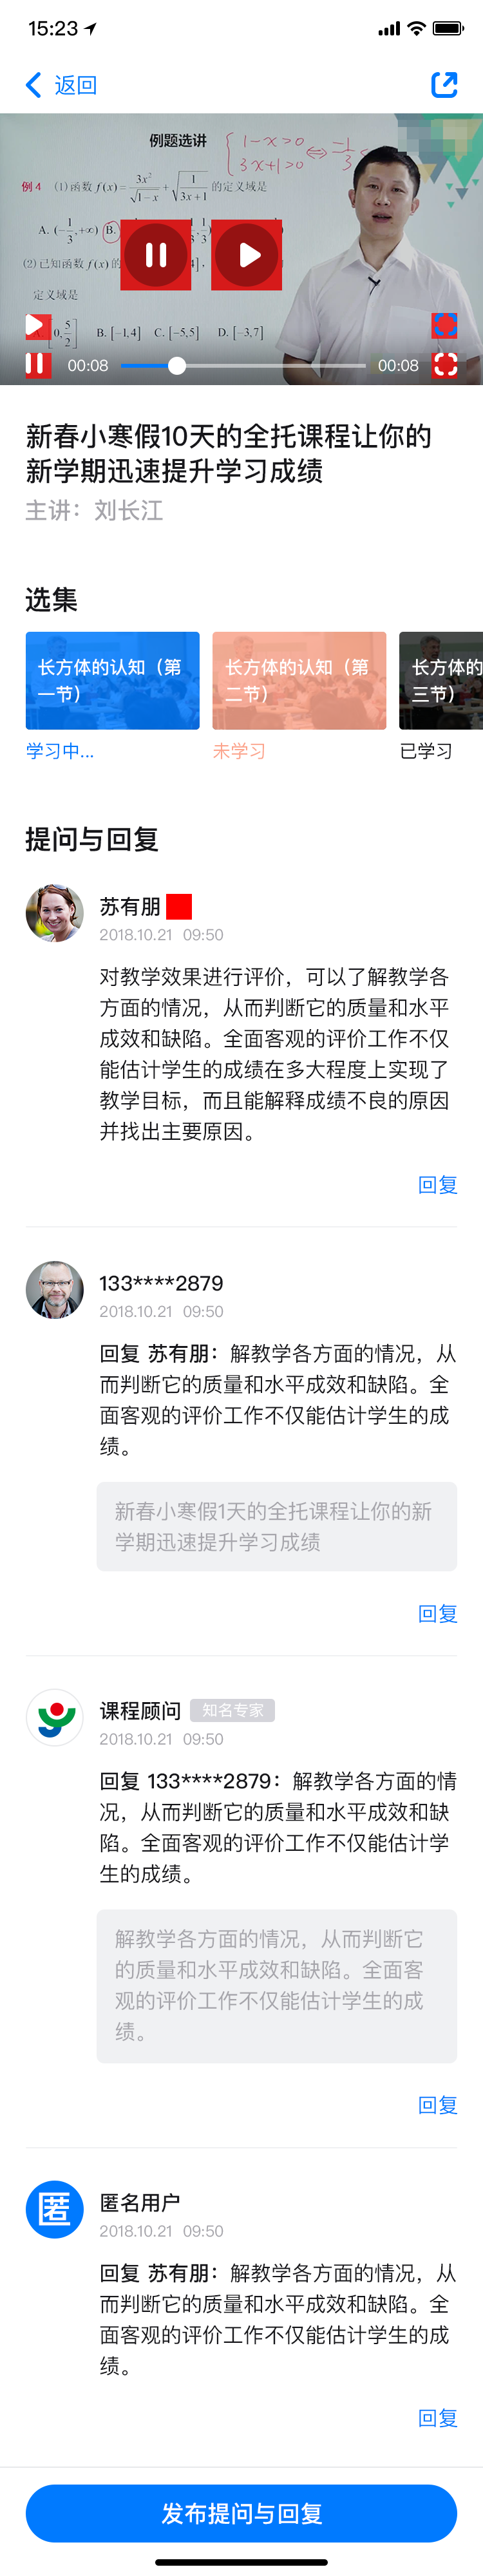 15:23
返回
例题选讲
1-x>0
3x+1>0
例4 (1)函数 f(x)=3x²/√1-x+√1/3x+1 的定义域是
A. (-1/3,+∞) B.
(2)已知函数 f(x)的
定义域是
0,5/2] B. [-1,4] C. [-5,5] D. [-3,7]
00:08 00:08
新春小寒假10天的全托课程让你的
新学期迅速提升学习成绩
主讲：刘长江
选集
长方体的认知（第
一节）
学习中...
长方体的认知（第
二节）
未学习
长方体的
三节）
已学习
提问与回复
苏有朋
2018.10.21 09:50
对教学效果进行评价，可以了解教学各
方面的情况，从而判断它的质量和水平
成效和缺陷。全面客观的评价工作不仅
能估计学生的成绩在多大程度上实现了
教学目标，而且能解释成绩不良的原因
并找出主要原因。
回复
133****2879
2018.10.21 09:50
回复 苏有朋：解教学各方面的情况，从
而判断它的质量和水平成效和缺陷。全
面客观的评价工作不仅能估计学生的成
绩。
新春小寒假1天的全托课程让你的新
学期迅速提升学习成绩
回复
课程顾问 知名专家
2018.10.21 09:50
回复 133****2879：解教学各方面的情
况，从而判断它的质量和水平成效和缺
陷。全面客观的评价工作不仅能估计学
生的成绩。
解教学各方面的情况，从而判断它
的质量和水平成效和缺陷。全面客
观的评价工作不仅能估计学生的成
绩。
回复
匿
匿名用户
2018.10.21 09:50
回复 苏有朋：解教学各方面的情况，从
而判断它的质量和水平成效和缺陷。全
面客观的评价工作不仅能估计学生的成
绩。
回复
发布提问与回复